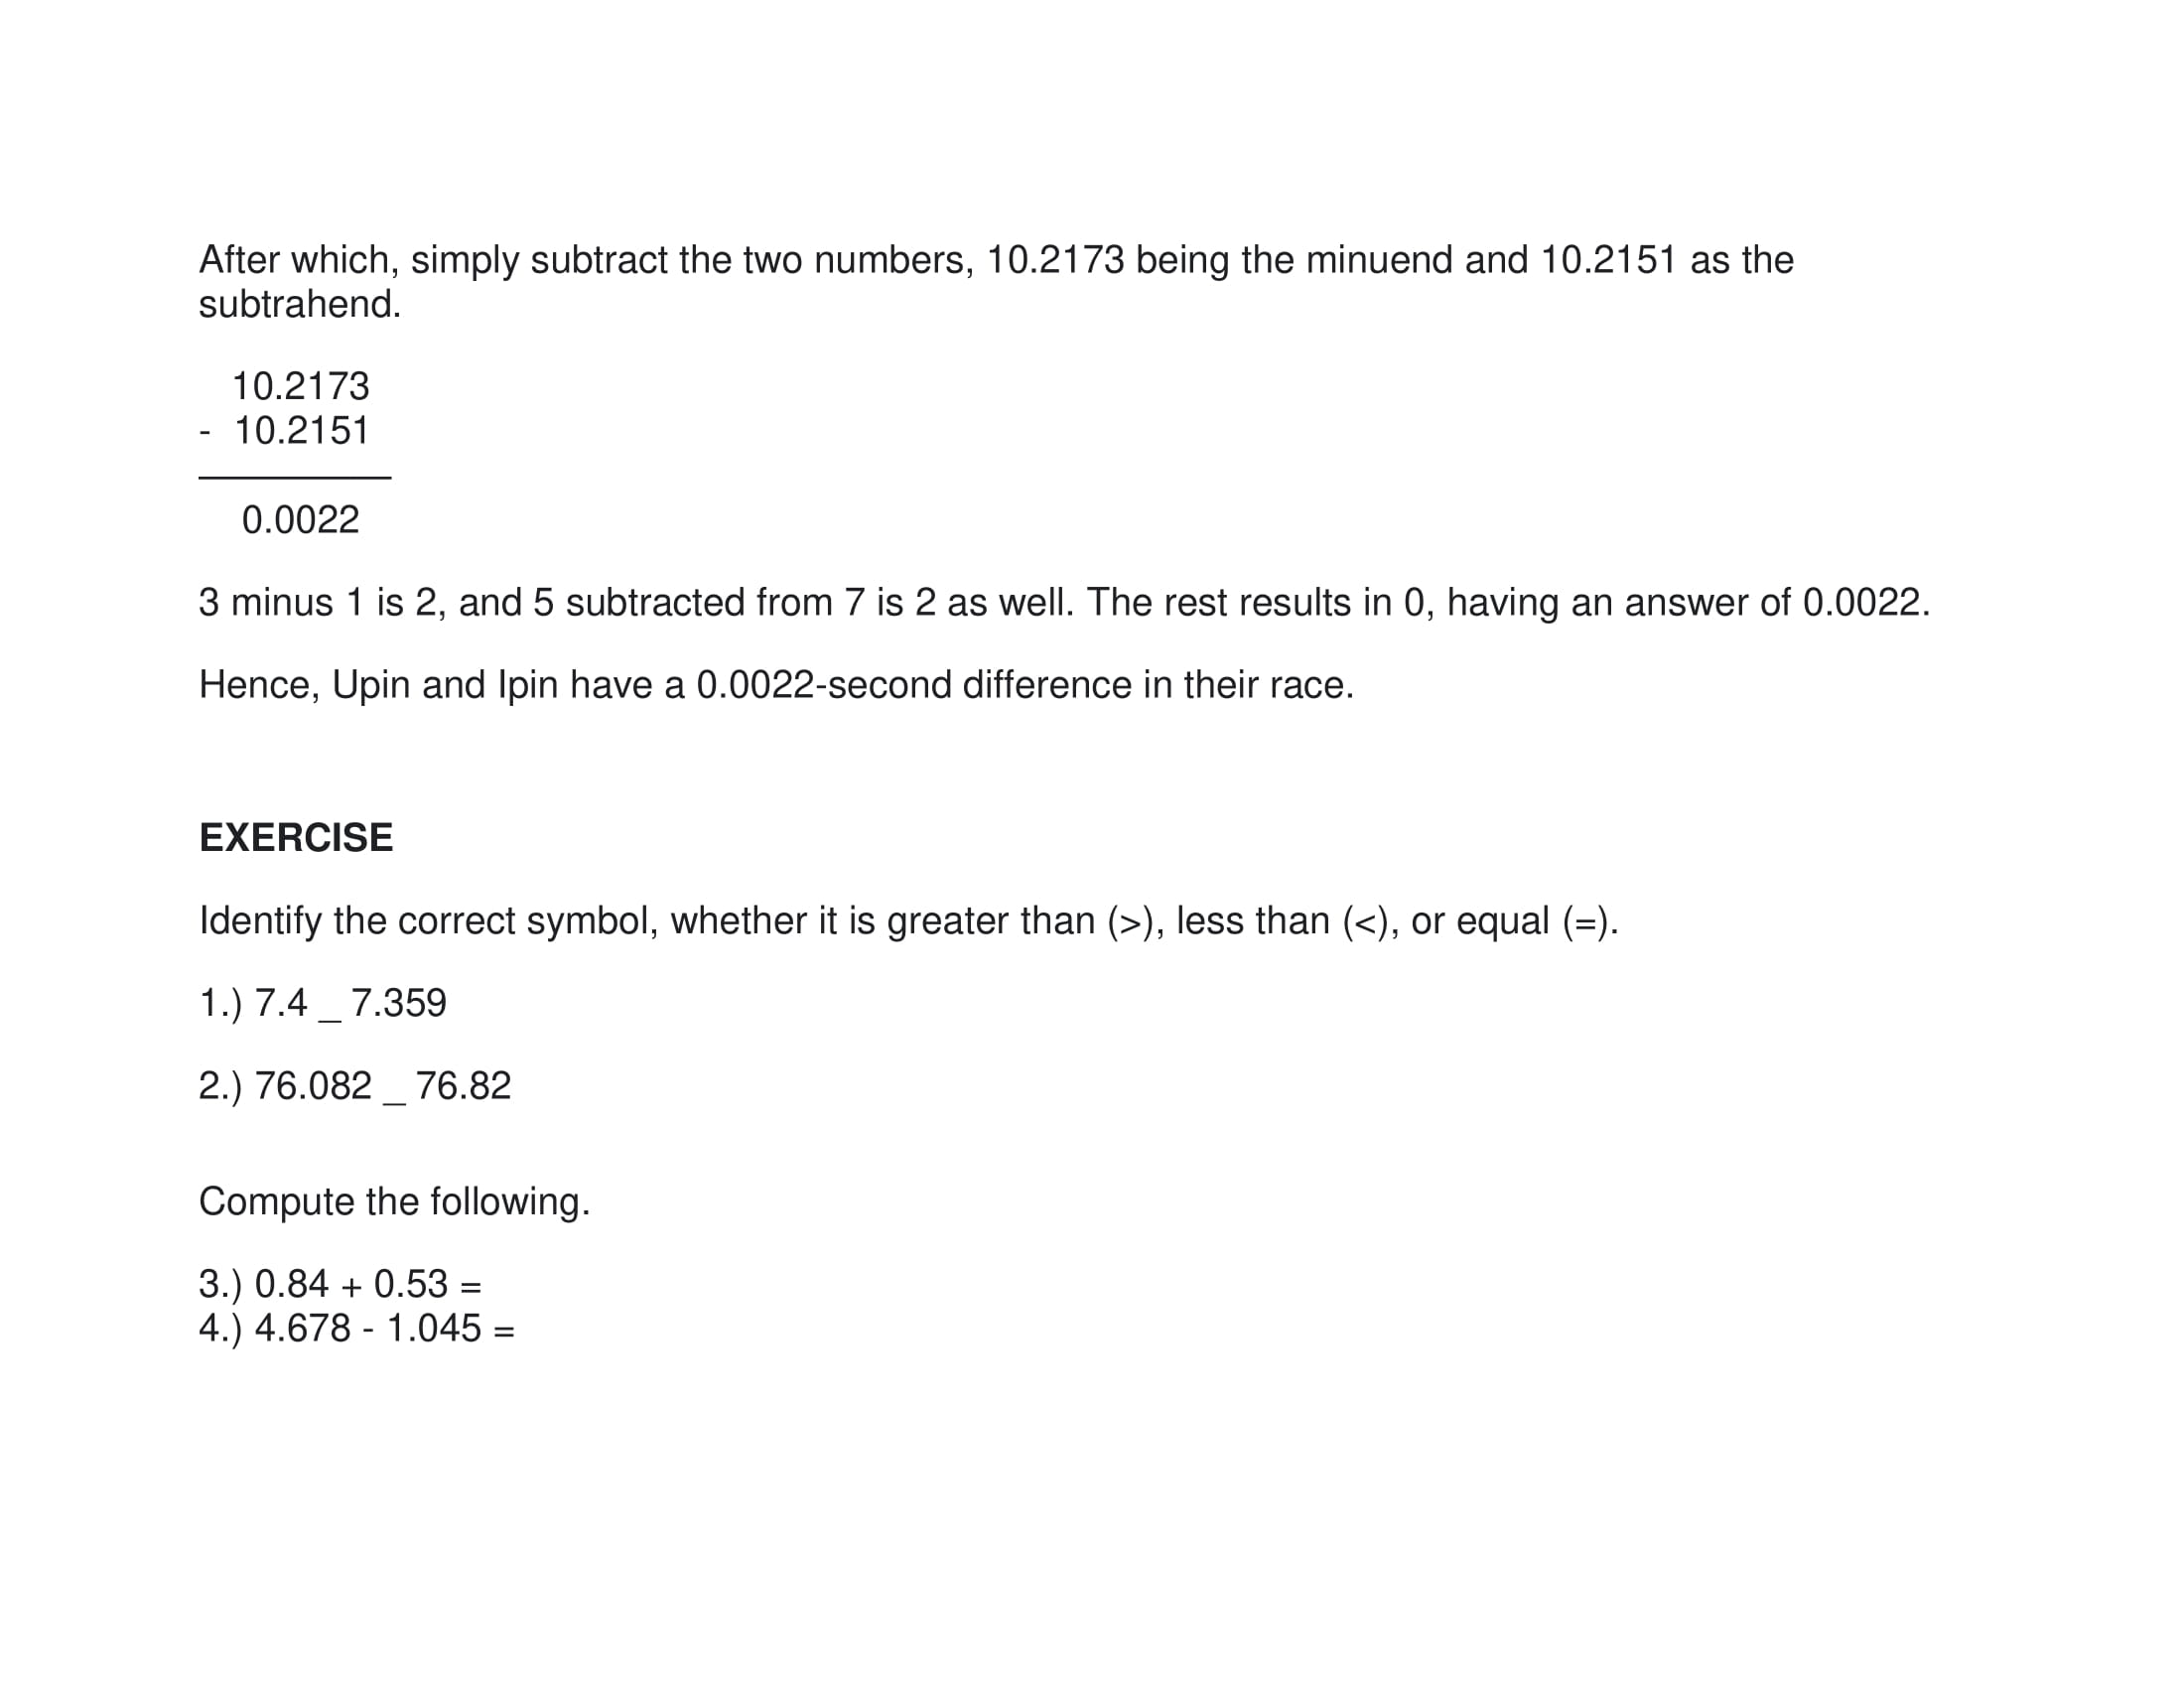 After which, simply subtract the two numbers, 10.2173 being the minuend and 10.2151 as the
subtrahend.
10.2173
- 10.2151
0.0022
3 minus 1 is 2, and 5 subtracted from 7 is 2 as well. The rest results in 0, having an answer of 0.0022.
Hence, Upin and Ipin have a 0.0022-second difference in their race.
EXERCISE
Identify the correct symbol, whether it is greater than (>), less than (<), or equal (=).
1.) 7.4 _ 7.359
2.) 76.082 _ 76.82
Compute the following.
3.) 0.84 + 0.53 =
4.) 4.678 - 1.045 =